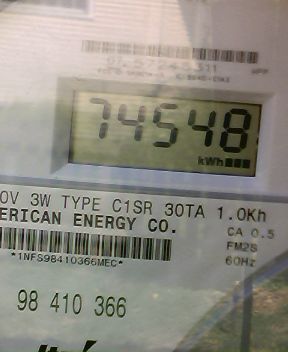 74548
kWh
0V 3W TYPE C1SR 30TA 1.0Kh
ERICAN ENERGY CO.
CA 0.5
FM2S
60Hz
*1NFS98410366MEC*
98 410 366